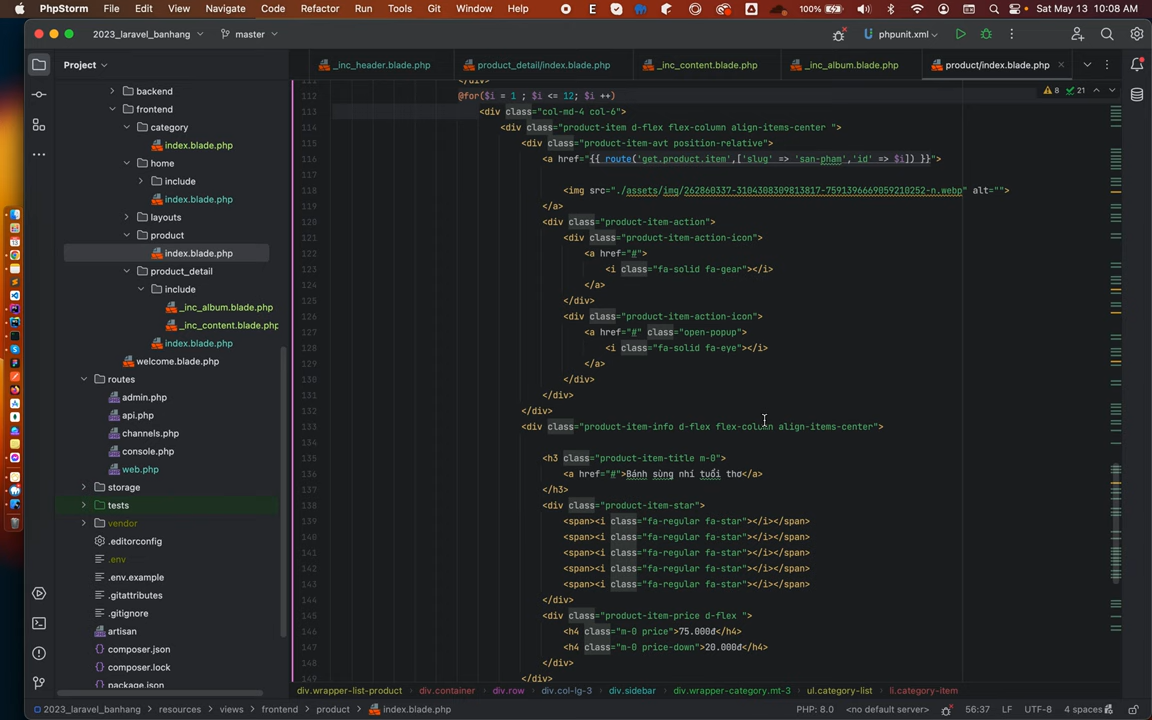 PhpStorm File Edit View Navigate Code Refactor Run Tools Git Window Help 100% Sat May 13 10:08 AM
2023_laravel_banhang master phpunit.xml
Project
_inc_header.blade.php product_detail/index.blade.php _inc_content.blade.php _inc_album.blade.php product/index.blade.php
8 21
backend
frontend
category
index.blade.php
home
include
index.blade.php
layouts
product
index.blade.php
product_detail
include
_inc_album.blade.php
_inc_content.blade.php
index.blade.php
welcome.blade.php
routes
admin.php
api.php
channels.php
console.php
web.php
storage
tests
vendor
.editorconfig
.env
.env.example
.gitattributes
.gitignore
artisan
composer.json
composer.lock
package.json
111 </div>
112 @for($i = 1 ; $i <= 12; $i ++)
113 <div class="col-md-4 col-6">
114 <div class="product-item d-flex flex-column align-items-center ">
115 <div class="product-item-avt position-relative">
116 <a href="{{ route('get.product.item',['slug' => 'san-pham','id' => $i]) }}">
117
118 <img src="./assets/img/262860337-3104308309813817-7591396669059210252-n.webp" alt="">
119 </a>
120 <div class="product-item-action">
121 <div class="product-item-action-icon">
122 <a href="#">
123 <i class="fa-solid fa-gear"></i>
124 </a>
125 </div>
126 <div class="product-item-action-icon">
127 <a href="#" class="open-popup">
128 <i class="fa-solid fa-eye"></i>
129 </a>
130 </div>
131 </div>
132 </div>
133 <div class="product-item-info d-flex flex-column align-items-center">
134
135 <h3 class="product-item-title m-0">
136 <a href="#">Bánh sùng nhí tuổi thơ</a>
137 </h3>
138 <div class="product-item-star">
139 <span><i class="fa-regular fa-star"></i></span>
140 <span><i class="fa-regular fa-star"></i></span>
141 <span><i class="fa-regular fa-star"></i></span>
142 <span><i class="fa-regular fa-star"></i></span>
143 <span><i class="fa-regular fa-star"></i></span>
144 </div>
145 <div class="product-item-price d-flex ">
146 <h4 class="m-0 price">75.000đ</h4>
147 <h4 class="m-0 price-down">20.000đ</h4>
148 </div>
149 </div>
div.wrapper-list-product div.container div.row div.col-lg-3 div.sidebar div.wrapper-category.mt-3 ul.category-list li.category-item
2023_laravel_banhang resources views frontend product index.blade.php PHP: 8.0 <no default server> 56:37 LF UTF-8 4 spaces